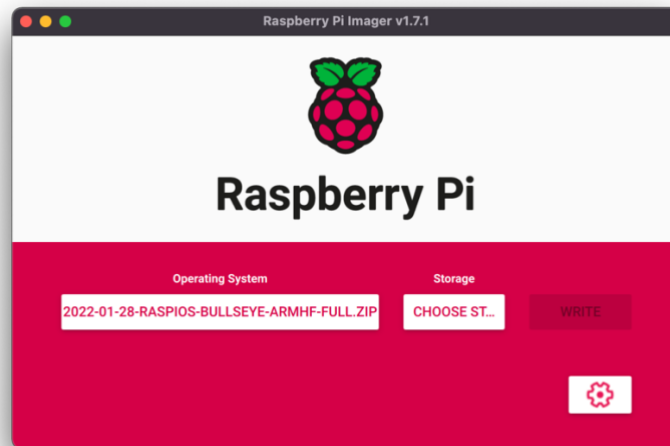 Raspberry Pi Imager v1.7.1
Raspberry Pi
Operating System
Storage
2022-01-28-RASPIOS-BULLSEYE-ARMHF-FULL.ZIP
CHOOSE ST...
WRITE